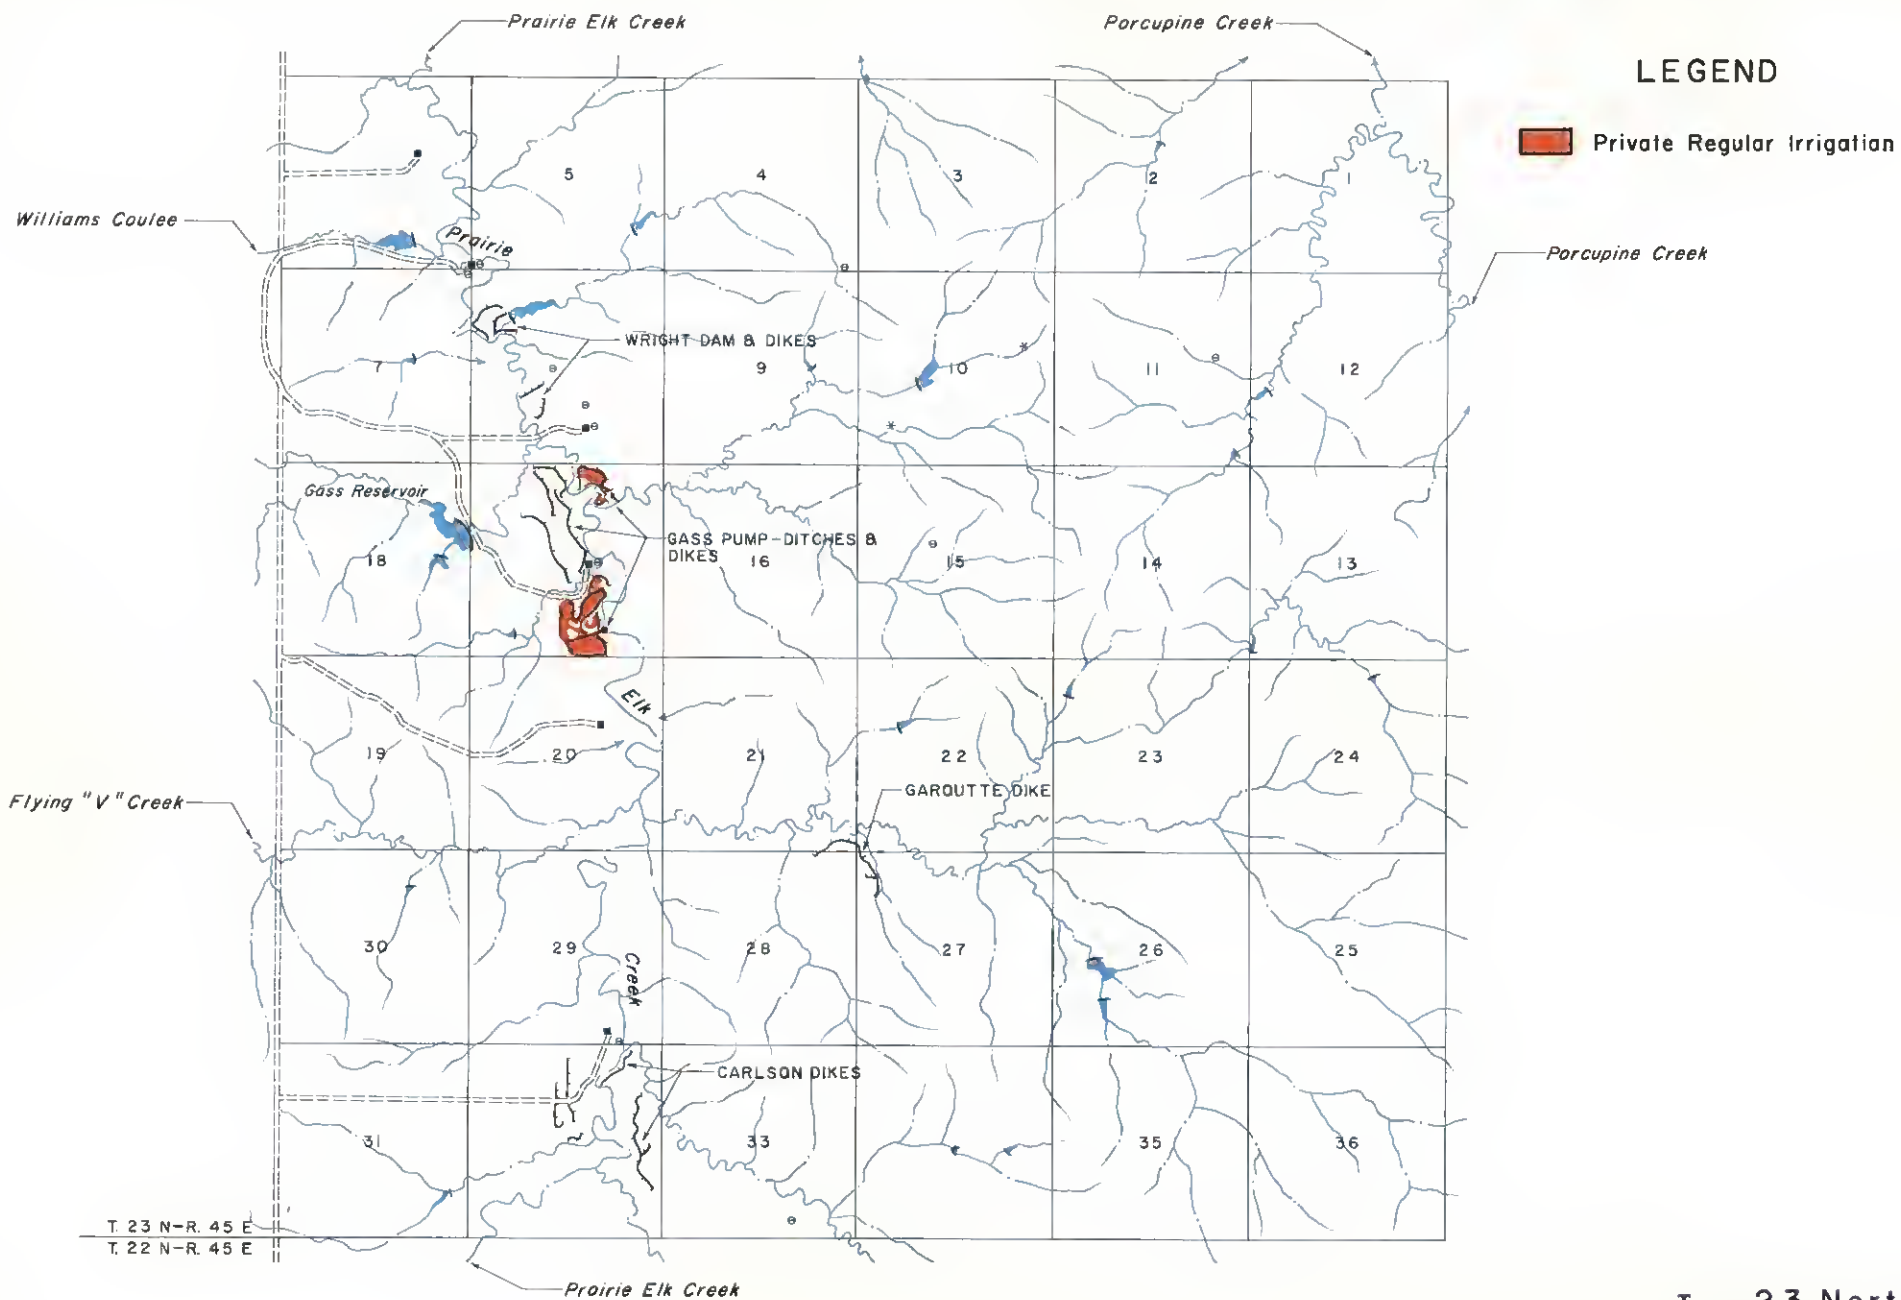 Prairie Elk Creek
Porcupine Creek
LEGEND
Private Regular Irrigation
5
4
3
2
1
Williams Coulee
Prairie
Porcupine Creek
WRIGHT DAM & DIKES
7
9
10
11
12
Gass Reservoir
GASS PUMP-DITCHES &
DIKES
18
16
15
14
13
Elk
19
20
21
22
23
24
GAROUTTE DIKE
Flying "V" Creek
30
29
28
27
26
25
Creek
CARLSON DIKES
31
33
35
36
T. 23 N-R. 45 E
T. 22 N-R. 45 E
Prairie Elk Creek
23 Nort